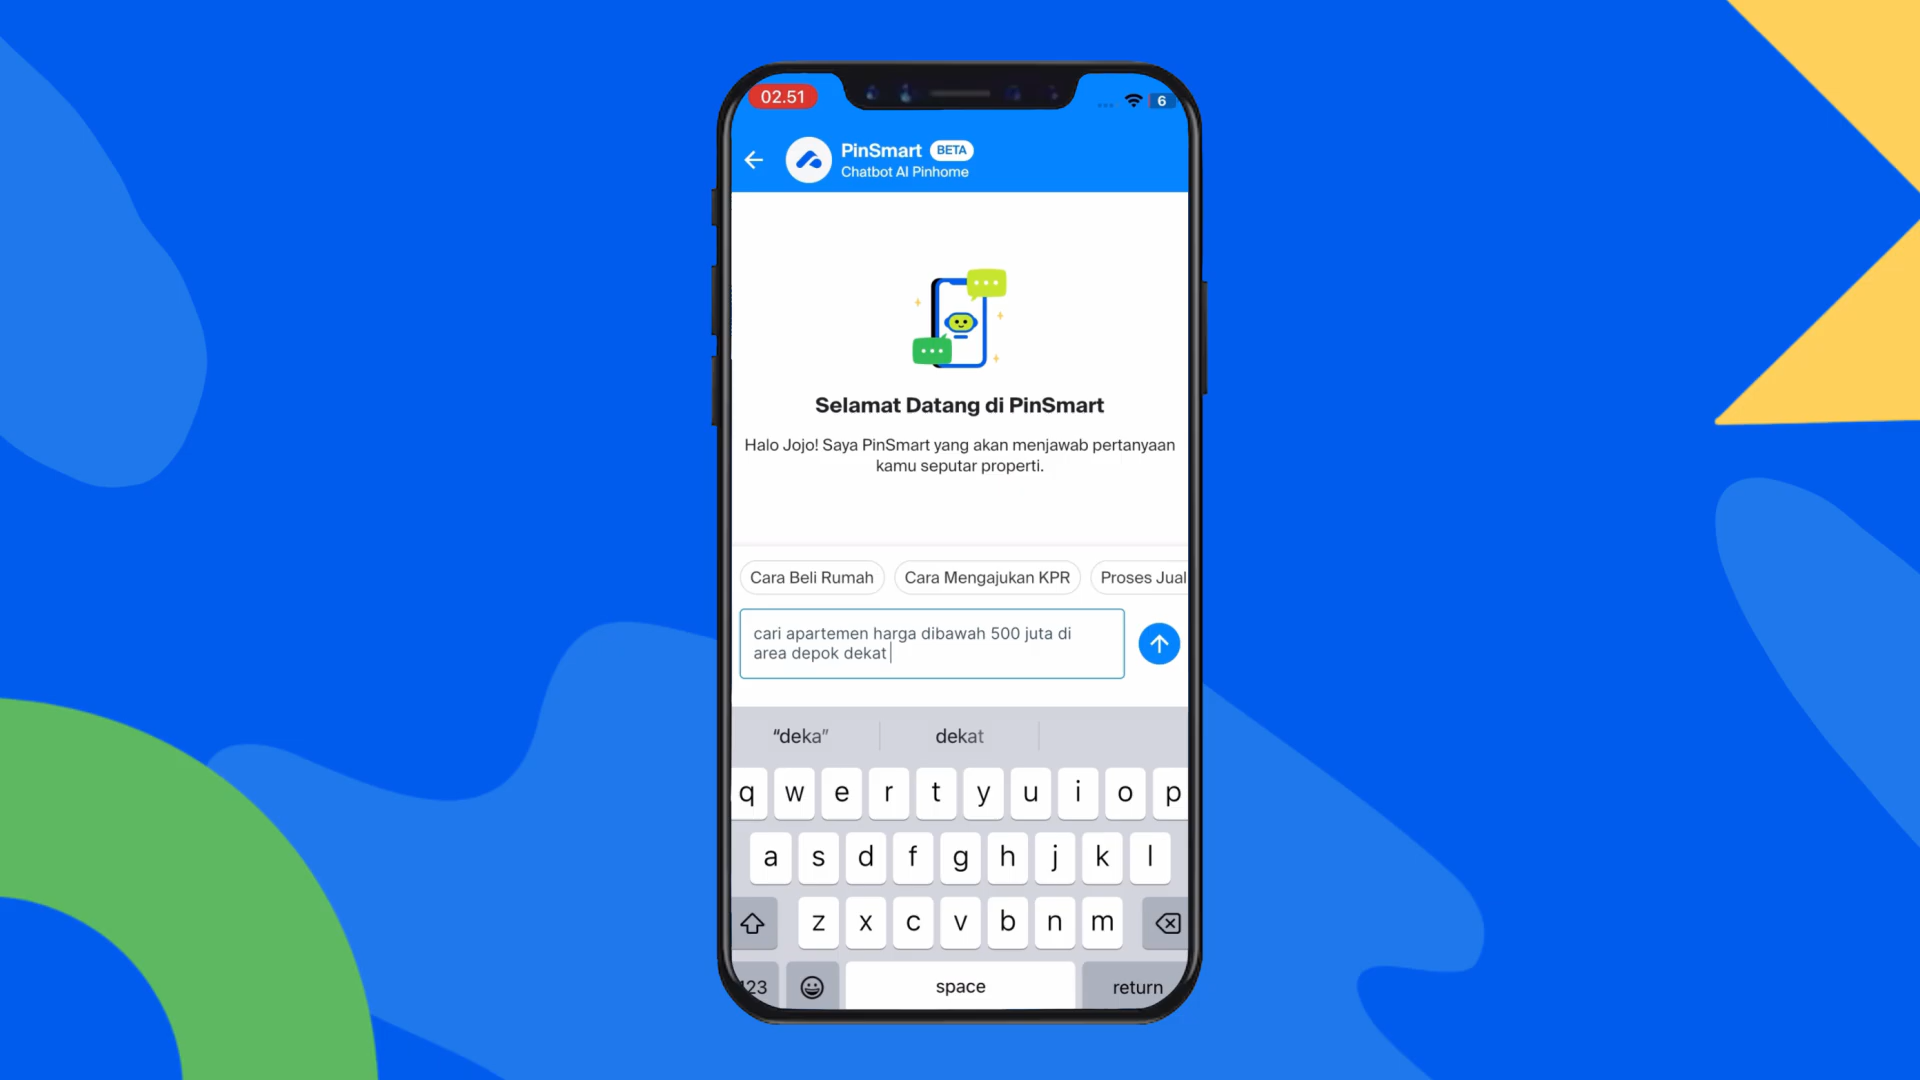 02.51
6
PinSmart BETA
Chatbot AI Pinhome
Selamat Datang di PinSmart
Halo Jojo! Saya PinSmart yang akan menjawab pertanyaan
kamu seputar properti.
Cara Beli Rumah Cara Mengajukan KPR Proses Jual
cari apartemen harga dibawah 500 juta di
area depok dekat
“deka” dekat
q w e r t y u i o p
a s d f g h j k l
z x c v b n m
123 space return